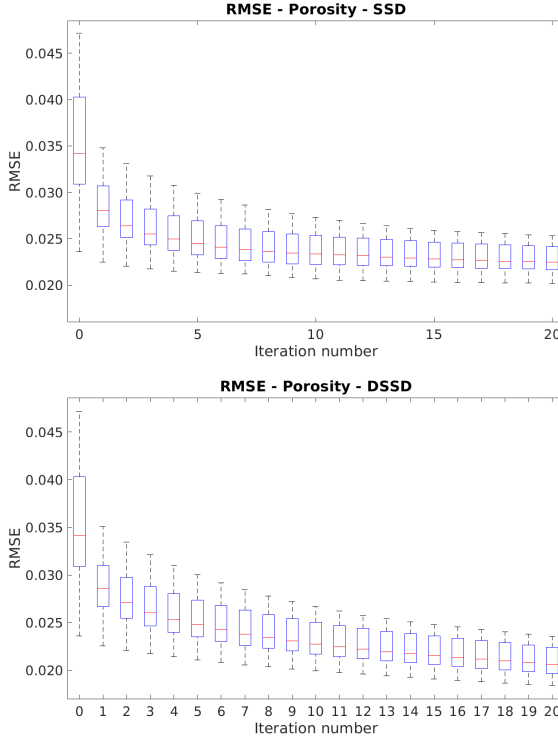 RMSE - Porosity - SSD
0.045
0.040
0.035
0.030
0.025
0.020
RMSE
0 5 10 15 20
Iteration number
RMSE - Porosity - DSSD
0.045
0.040
0.035
0.030
0.025
0.020
RMSE
0 1 2 3 4 5 6 7 8 9 10 11 12 13 14 15 16 17 18 19 20
Iteration number